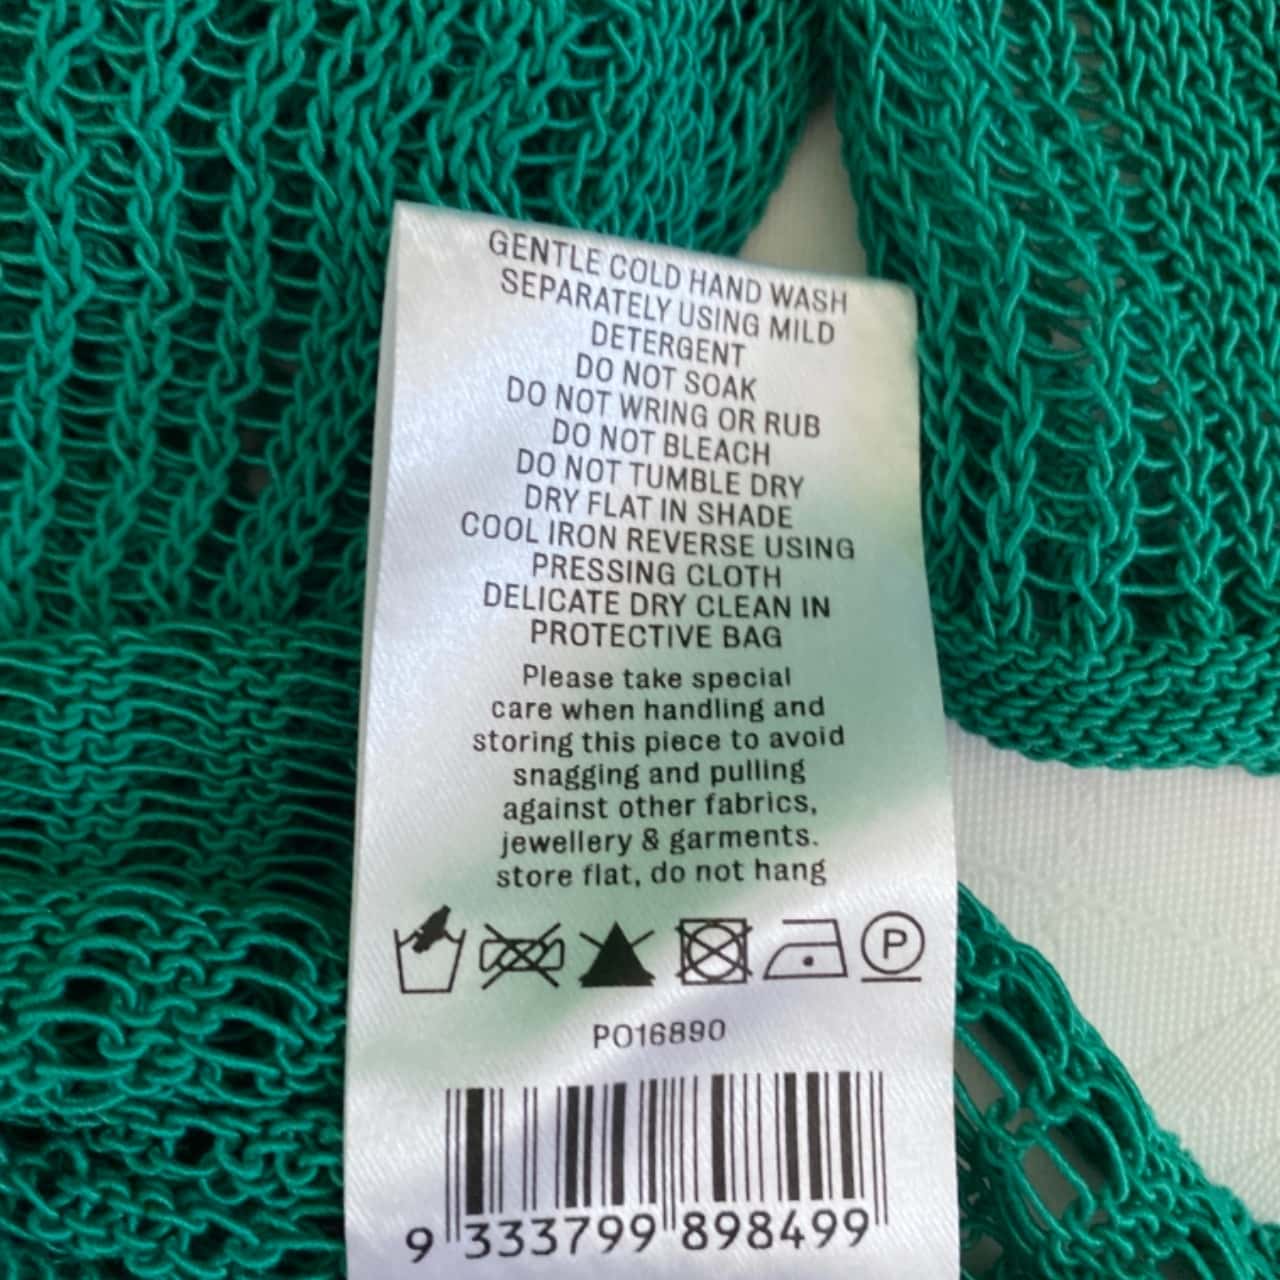 GENTLE COLD HAND WASH
SEPARATELY USING MILD
DETERGENT
DO NOT SOAK
DO NOT WRING OR RUB
DO NOT BLEACH
DO NOT TUMBLE DRY
DRY FLAT IN SHADE
COOL IRON REVERSE USING
PRESSING CLOTH
DELICATE DRY CLEAN IN
PROTECTIVE BAG
Please take special
care when handling and
storing this piece to avoid
snagging and pulling
against other fabrics,
jewellery & garments.
store flat, do not hang
P
PO16890
9 333799 898499